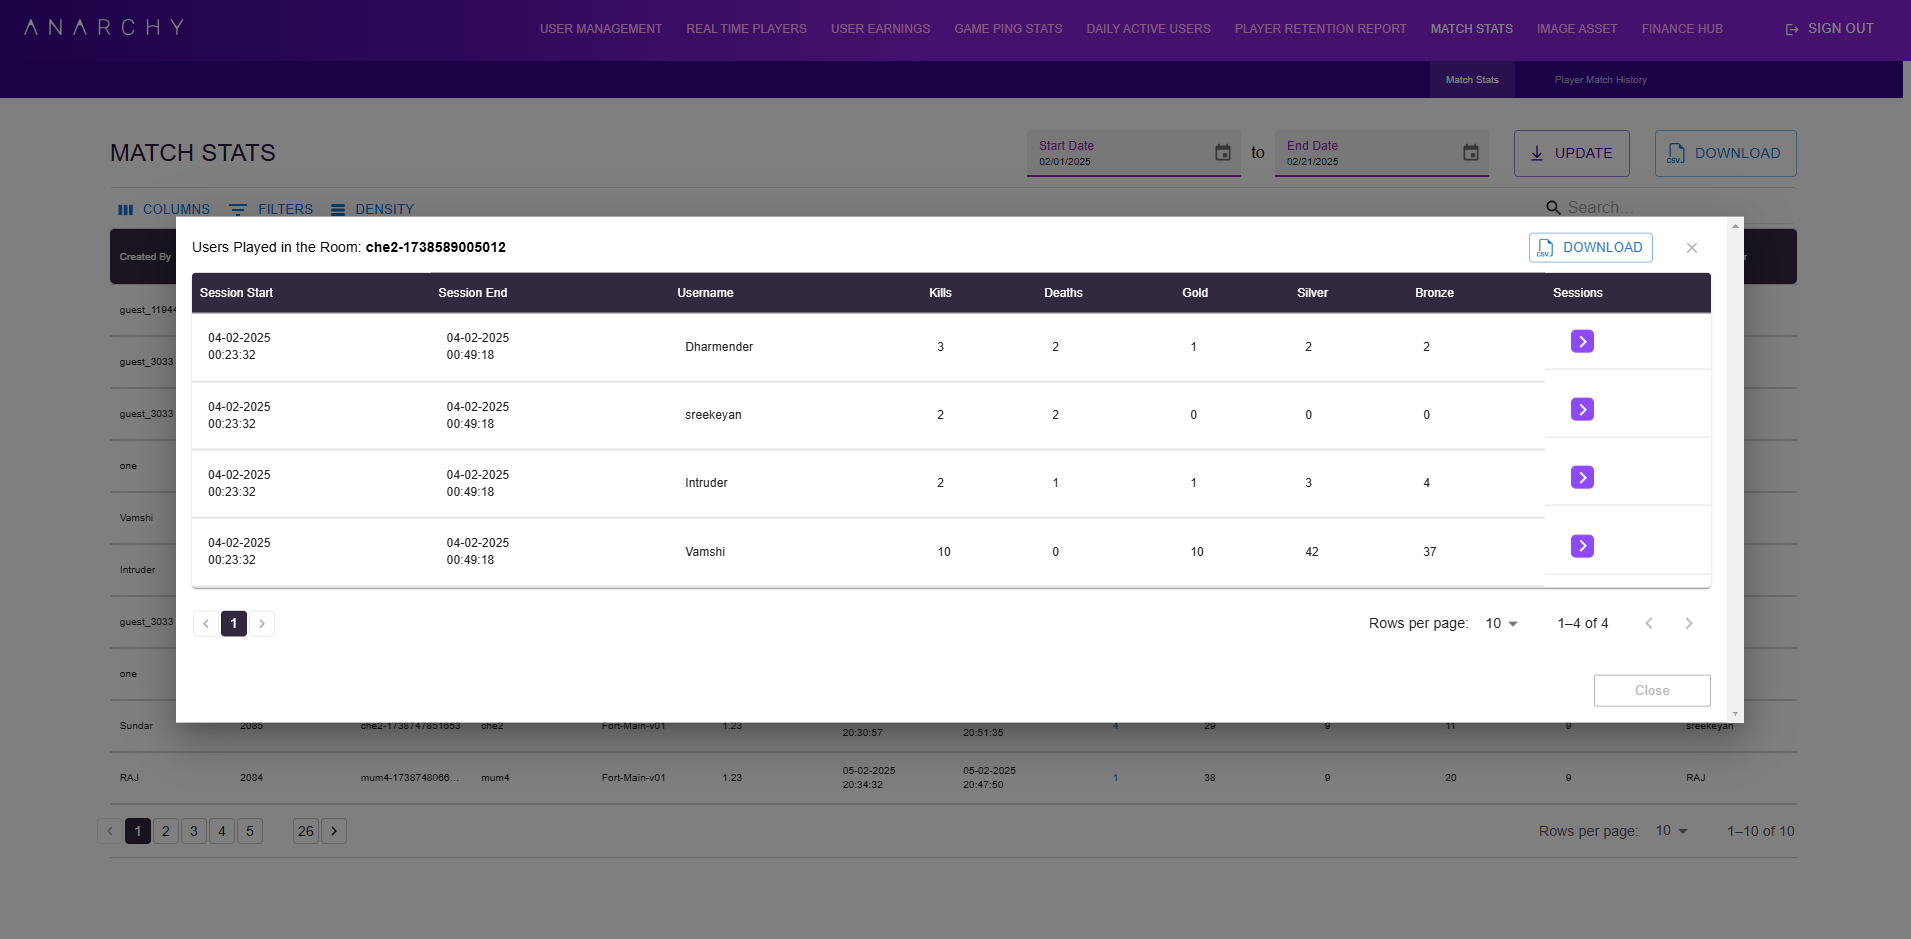 ANARCHY
USER MANAGEMENT REAL TIME PLAYERS USER EARNINGS GAME PING STATS DAILY ACTIVE USERS PLAYER RETENTION REPORT MATCH STATS IMAGE ASSET FINANCE HUB SIGN OUT
Match Stats Player Match History
MATCH STATS
Start Date
02/01/2025
to
End Date
02/21/2025
UPDATE
CSV DOWNLOAD
COLUMNS FILTERS DENSITY
Search...
Created By
Users Played in the Room: che2-1738589005012
CSV DOWNLOAD
Session Start Session End Username Kills Deaths Gold Silver Bronze Sessions
04-02-2025 00:23:32 04-02-2025 00:49:18 Dharmender 3 2 1 2 2
04-02-2025 00:23:32 04-02-2025 00:49:18 sreekeyan 2 2 0 0 0
04-02-2025 00:23:32 04-02-2025 00:49:18 Intruder 2 1 1 3 4
04-02-2025 00:23:32 04-02-2025 00:49:18 Vamshi 10 0 10 42 37
1
Rows per page: 10 1–4 of 4
Close
guest_11944
guest_3033
guest_3033
one
Vamshi
Intruder
guest_3033
one
Sundar 2085 che2-1738747851653 che2 Fort-Main-v01 1.23 20:30:57 20:51:35 4 29 9 11 9 sreekeyan
RAJ 2084 mum4-1738748066... mum4 Fort-Main-v01 1.23 05-02-2025 20:34:32 05-02-2025 20:47:50 1 38 9 20 9 RAJ
1 2 3 4 5 26
Rows per page: 10 1–10 of 10